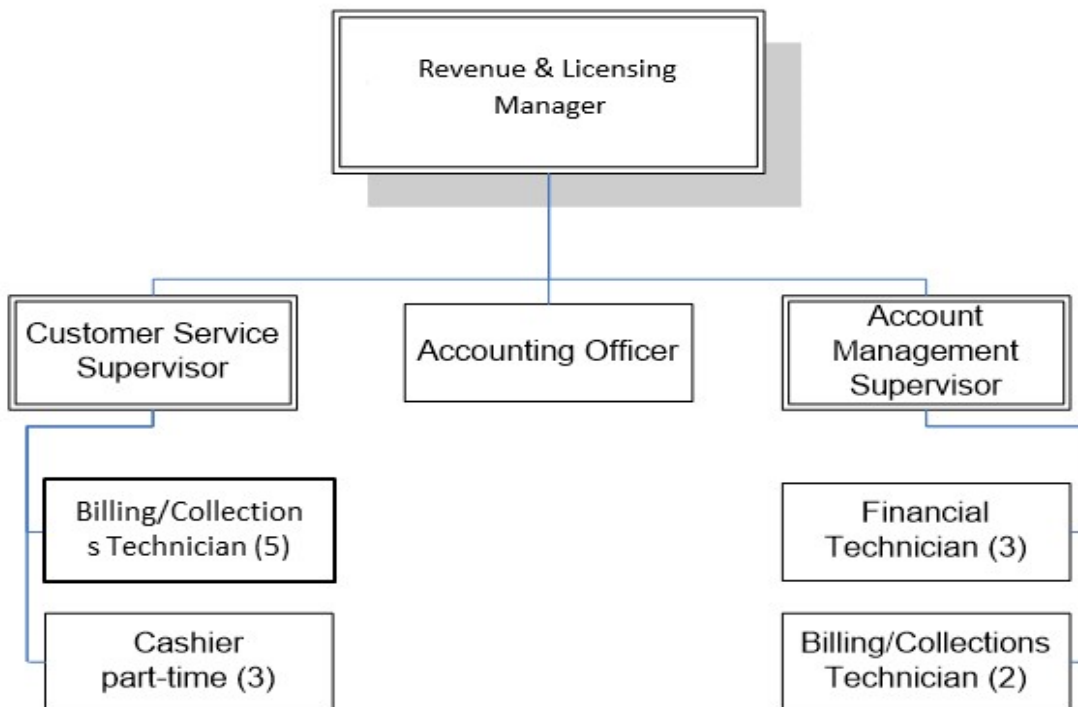 Revenue & Licensing
Manager
Customer Service
Supervisor
Accounting Officer
Account
Management
Supervisor
Billing/Collection
s Technician (5)
Financial
Technician (3)
Cashier
part-time (3)
Billing/Collections
Technician (2)